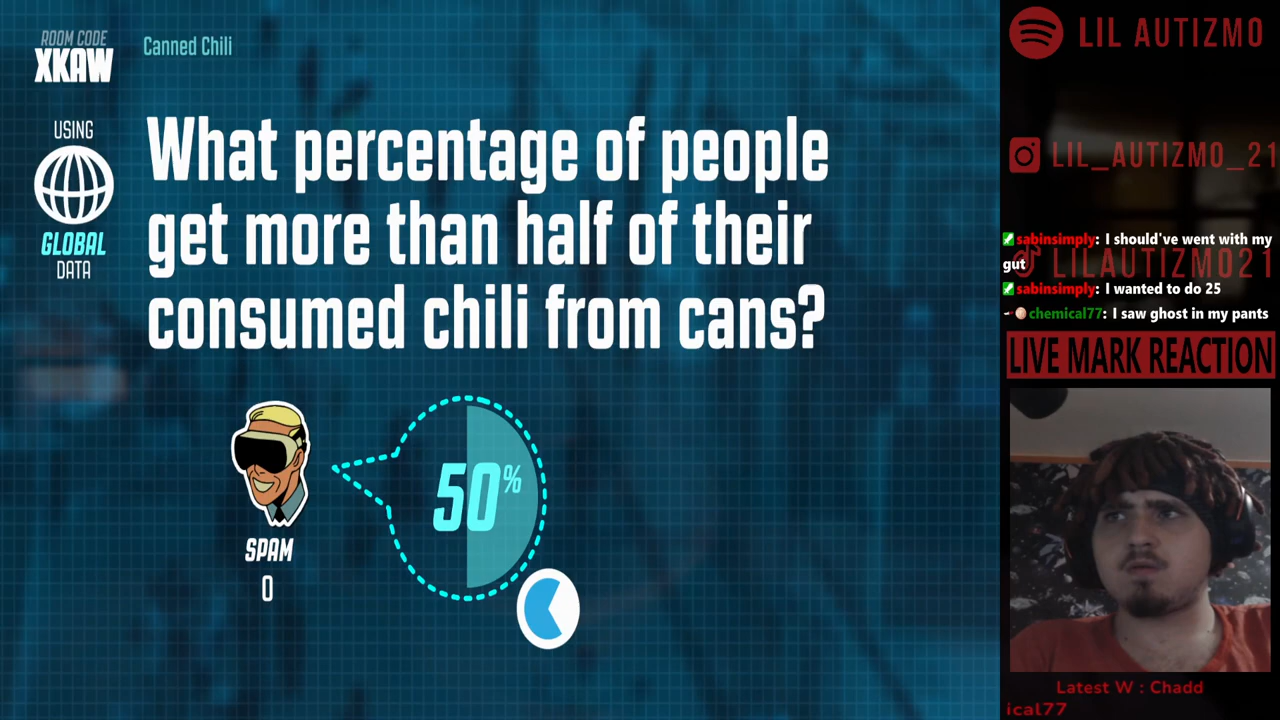 ROOM CODE
XKAW
Canned Chili
USING
GLOBAL
DATA
What percentage of people
get more than half of their
consumed chili from cans?
50%
SPAM
0
LIL AUTIZMO
LIL_AUTIZMO_21
LILAUTIZMO21
sabinsimply: I should've went with my
gut
sabinsimply: I wanted to do 25
chemical77: I saw ghost in my pants
LIVE MARK REACTION
Latest W : Chadd
ical77